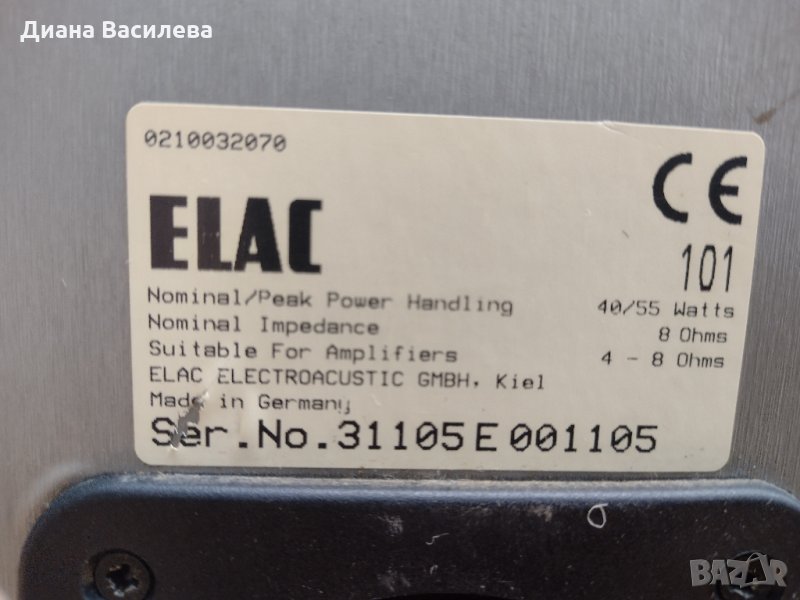 Диана Василева
0210032070
CE
ELAC
101
Nominal/Peak Power Handling 40/55 Watts
Nominal Impedance 8 Ohms
Suitable For Amplifiers 4 - 8 Ohms
ELAC ELECTROACUSTIC GMBH, Kiel
Made in Germany
Ser.No.31105E001105
BAZAR